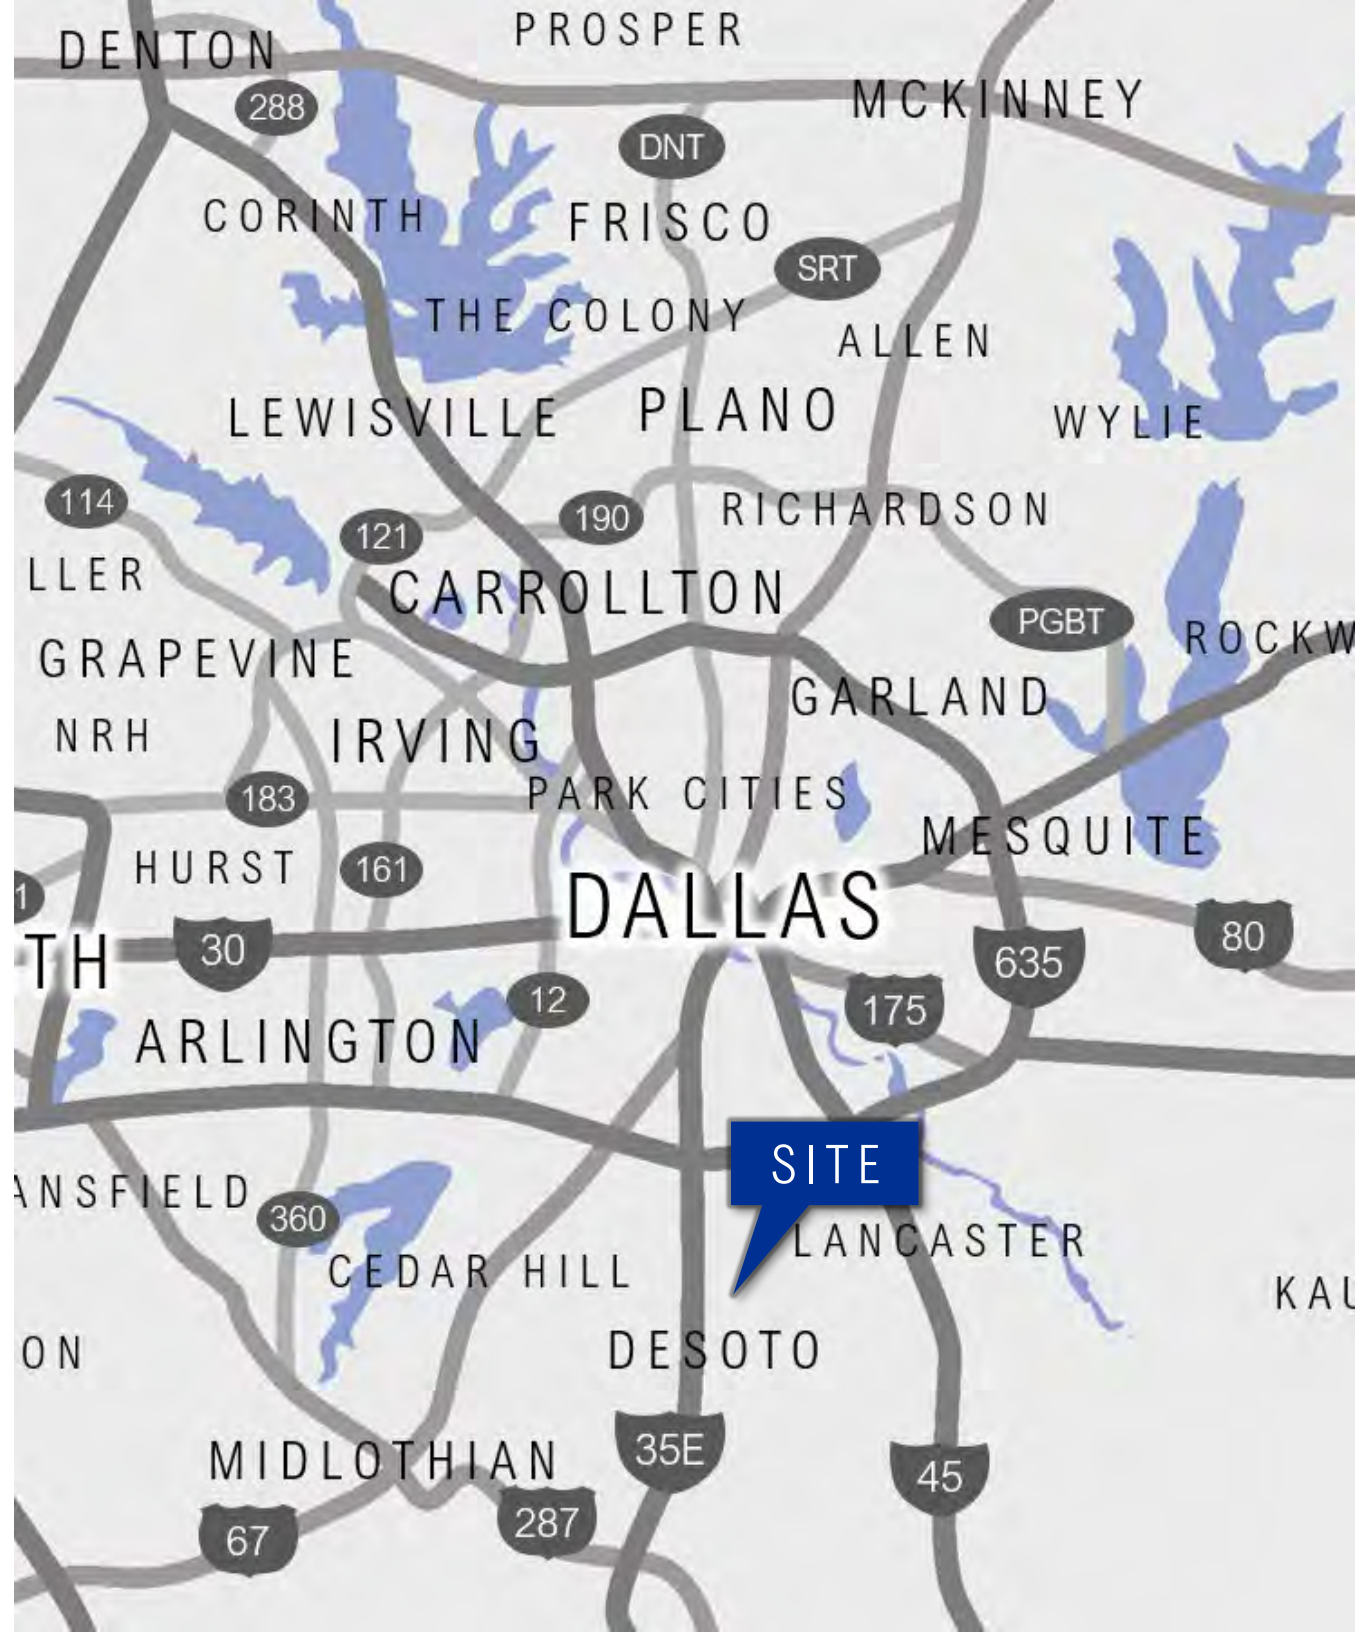 PROSPER
DENTON
MCKINNEY
288
DNT
CORINTH
FRISCO
SRT
THE COLONY
ALLEN
LEWISVILLE
PLANO
WYLIE
114
121
190
RICHARDSON
LLER
CARROLLTON
PGBT
ROCKW
GRAPEVINE
GARLAND
NRH
IRVING
183
PARK CITIES
MESQUITE
HURST
161
1
DALLAS
30
TH
80
635
12
175
ARLINGTON
SITE
ANSFIELD
360
LANCASTER
CEDAR HILL
KAU
ON
DESOTO
35E
MIDLOTHIAN
45
287
67